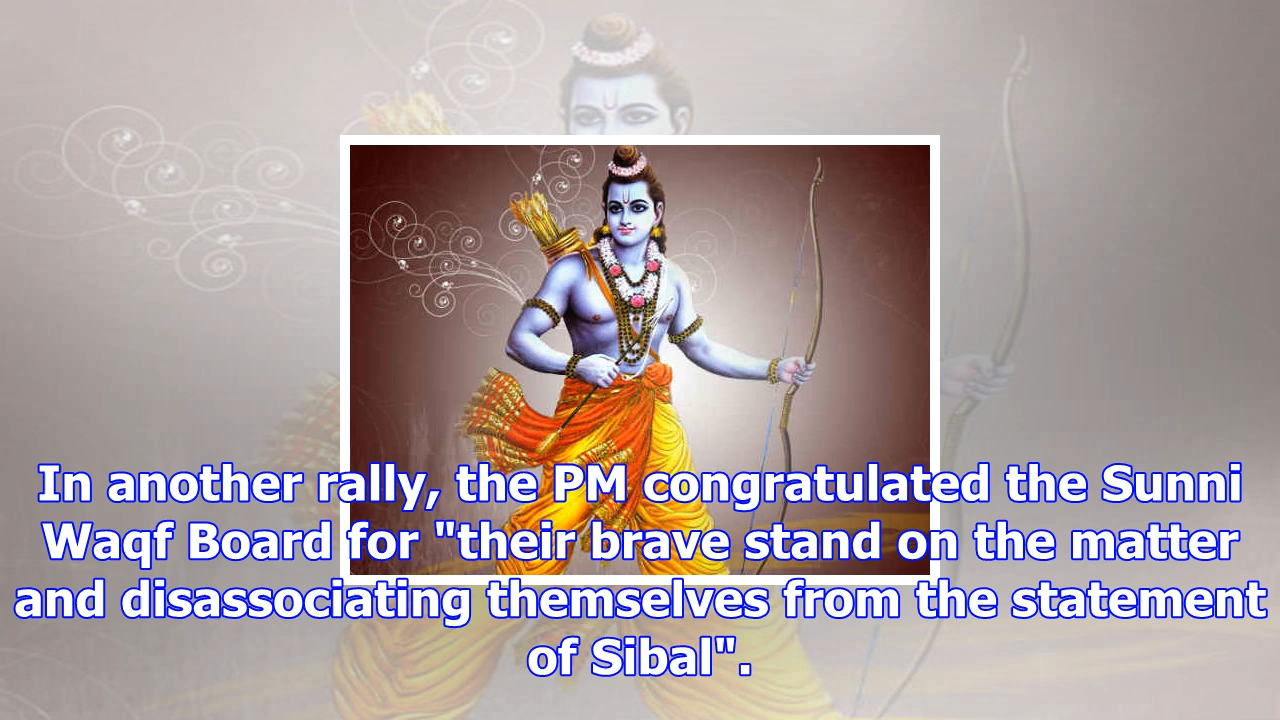 In another rally, the PM congratulated the Sunni
Waqf Board for "their brave stand on the matter
and disassociating themselves from the statement
of Sibal".